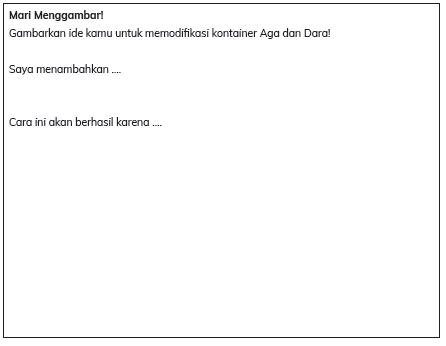 Mari Menggambar!
Gambarkan ide kamu untuk memodifikasi kontainer Aga dan Dara!
Saya menambahkan ....
Cara ini akan berhasil karena ....